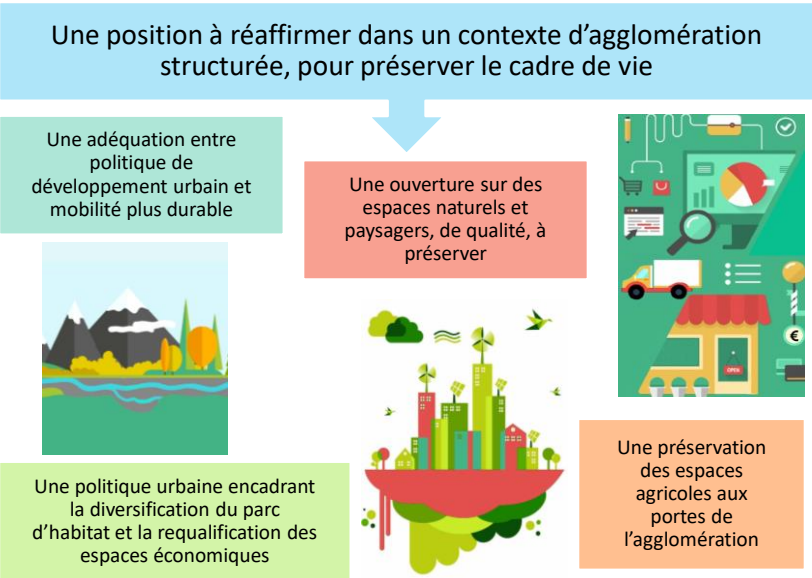 Une position à réaffirmer dans un contexte d’agglomération
structurée, pour préserver le cadre de vie
Une adéquation entre
politique de
développement urbain et
mobilité plus durable
Une ouverture sur des
espaces naturels et
paysagers, de qualité, à
préserver
€
OPEN
Une politique urbaine encadrant
la diversification du parc
d’habitat et la requalification des
espaces économiques
Une préservation
des espaces
agricoles aux
portes de
l’agglomération